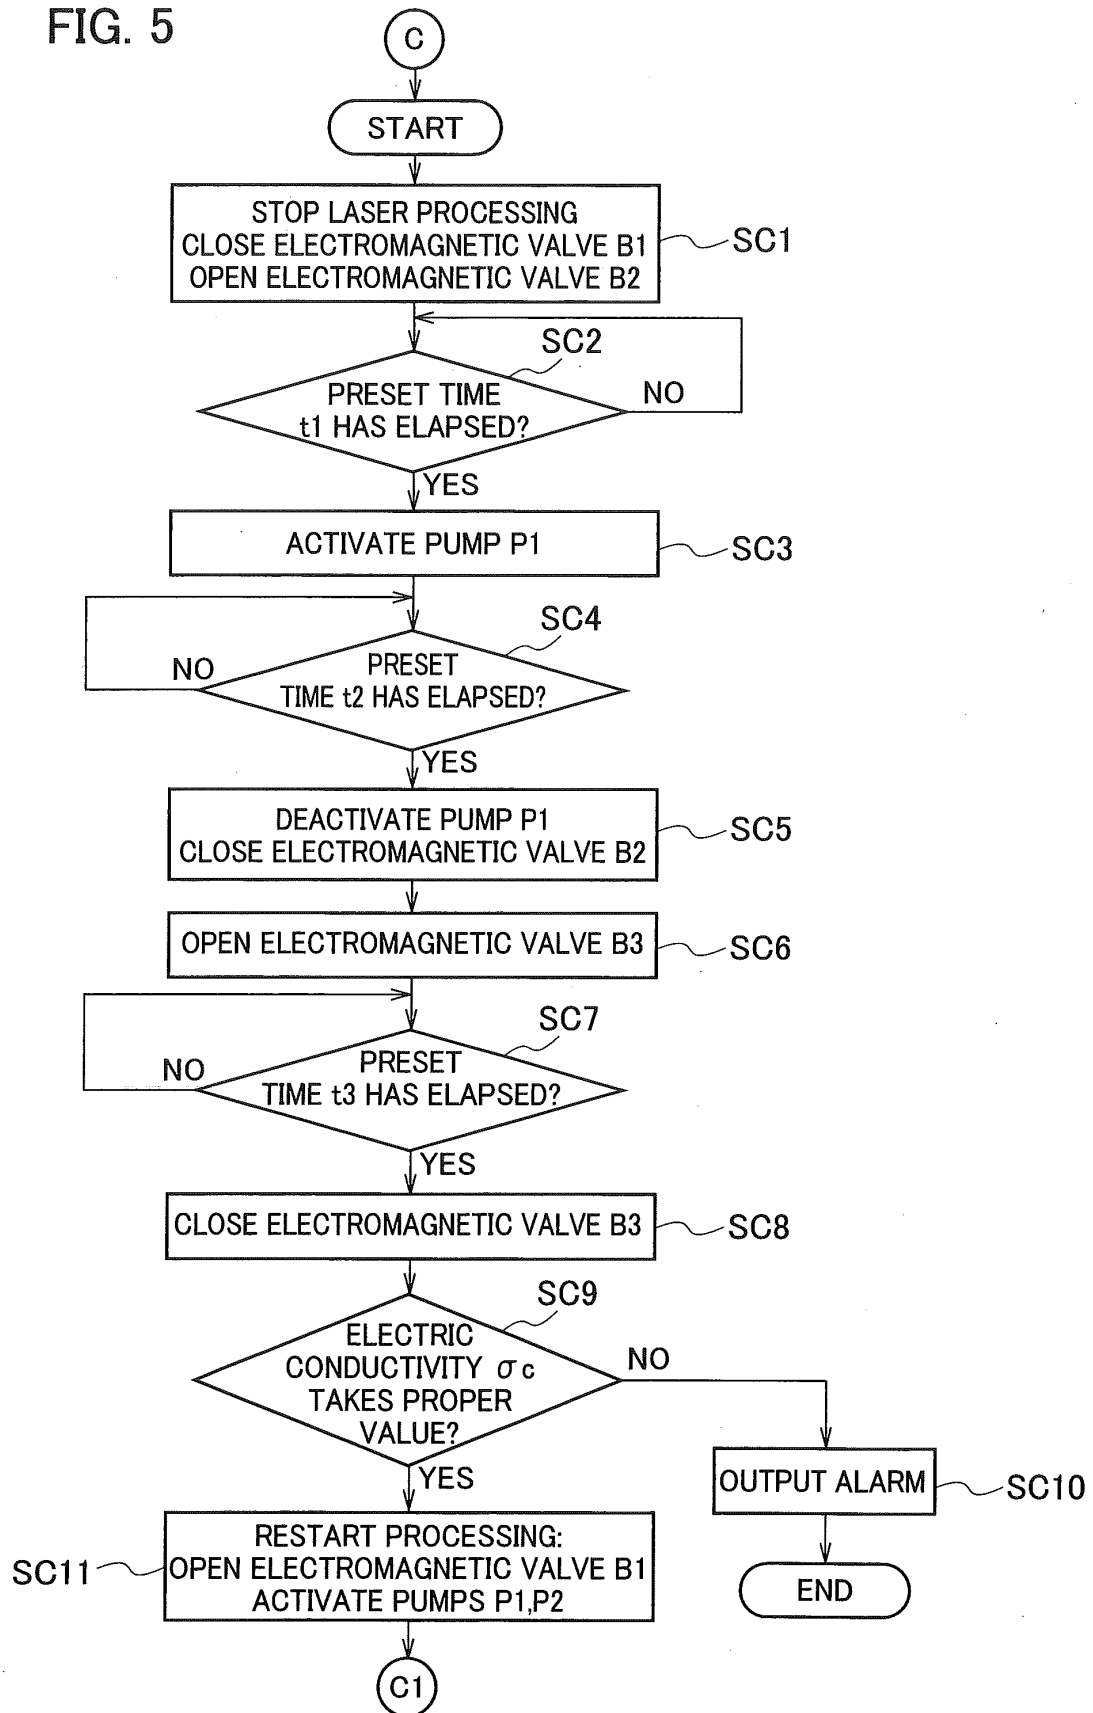 FIG. 5
C
START
STOP LASER PROCESSING
CLOSE ELECTROMAGNETIC VALVE B1
OPEN ELECTROMAGNETIC VALVE B2
SC1
SC2
PRESET TIME
t1 HAS ELAPSED?
NO
YES
ACTIVATE PUMP P1
SC3
SC4
PRESET
TIME t2 HAS ELAPSED?
NO
YES
DEACTIVATE PUMP P1
CLOSE ELECTROMAGNETIC VALVE B2
SC5
OPEN ELECTROMAGNETIC VALVE B3
SC6
SC7
PRESET
TIME t3 HAS ELAPSED?
NO
YES
CLOSE ELECTROMAGNETIC VALVE B3
SC8
SC9
ELECTRIC
CONDUCTIVITY σc
TAKES PROPER
VALUE?
NO
YES
OUTPUT ALARM
SC10
END
RESTART PROCESSING:
OPEN ELECTROMAGNETIC VALVE B1
ACTIVATE PUMPS P1,P2
SC11
C1